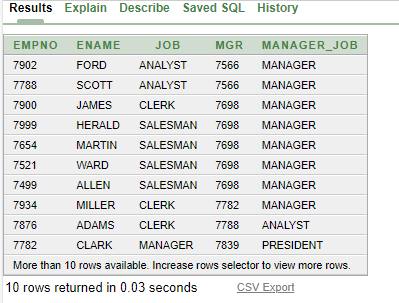 Results Explain Describe Saved SQL History
EMPNO ENAME JOB MGR MANAGER_JOB
7902 FORD ANALYST 7566 MANAGER
7788 SCOTT ANALYST 7566 MANAGER
7900 JAMES CLERK 7698 MANAGER
7999 HERALD SALESMAN 7698 MANAGER
7654 MARTIN SALESMAN 7698 MANAGER
7521 WARD SALESMAN 7698 MANAGER
7499 ALLEN SALESMAN 7698 MANAGER
7934 MILLER CLERK 7782 MANAGER
7876 ADAMS CLERK 7788 ANALYST
7782 CLARK MANAGER 7839 PRESIDENT
More than 10 rows available. Increase rows selector to view more rows.
10 rows returned in 0.03 seconds CSV Export